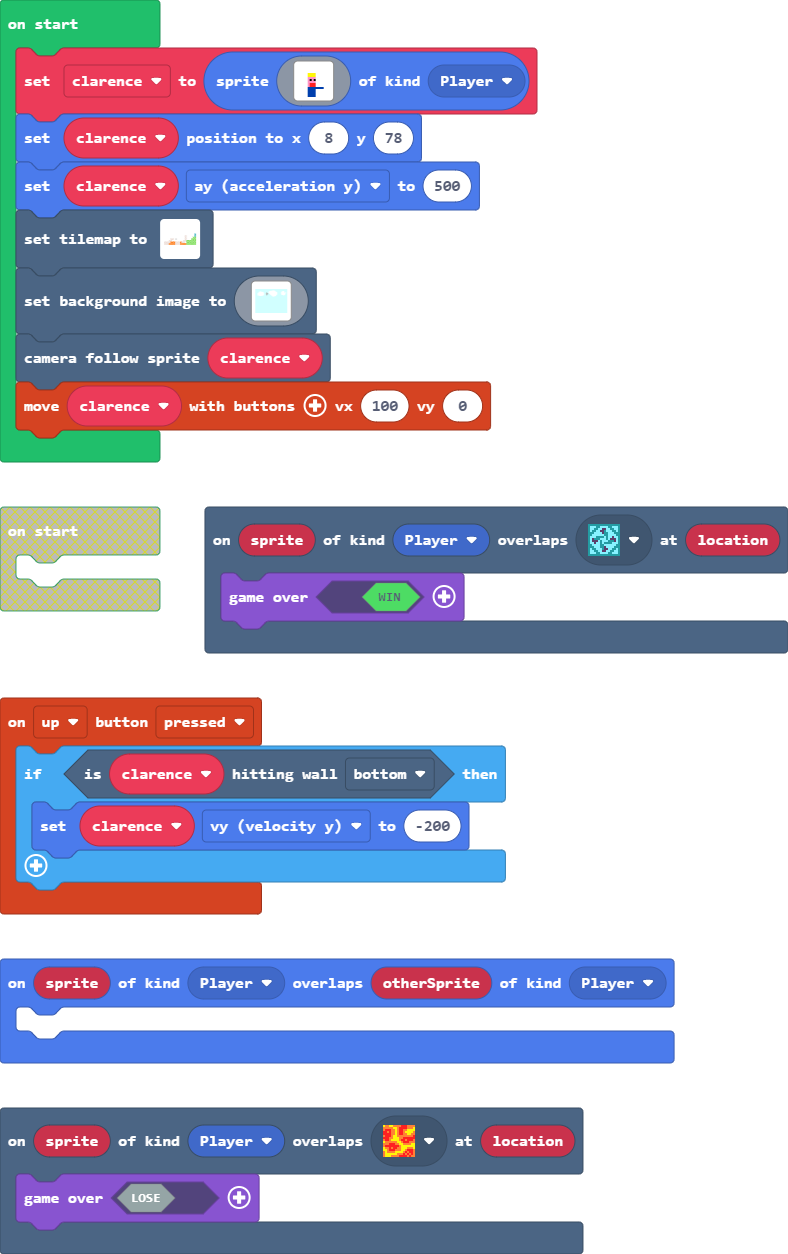 on start
set clarence to sprite of kind Player
set clarence position to x 8 y 78
set clarence ay (acceleration y) to 500
set tilemap to
set background image to
camera follow sprite clarence
move clarence with buttons vx 100 vy 0
on start
on sprite of kind Player overlaps at location
game over WIN
on up button pressed
if is clarence hitting wall bottom then
set clarence vy (velocity y) to -200
on sprite of kind Player overlaps otherSprite of kind Player
on sprite of kind Player overlaps at location
game over LOSE